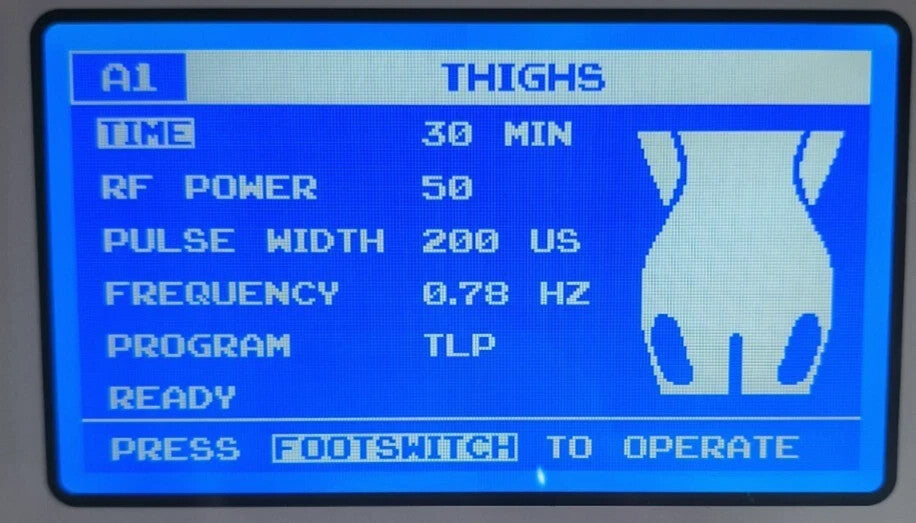 A1 THIGHS
TIME 30 MIN
RF POWER 50
PULSE WIDTH 200 US
FREQUENCY 0.78 HZ
PROGRAM TLP
READY
PRESS FOOTSWITCH TO OPERATE